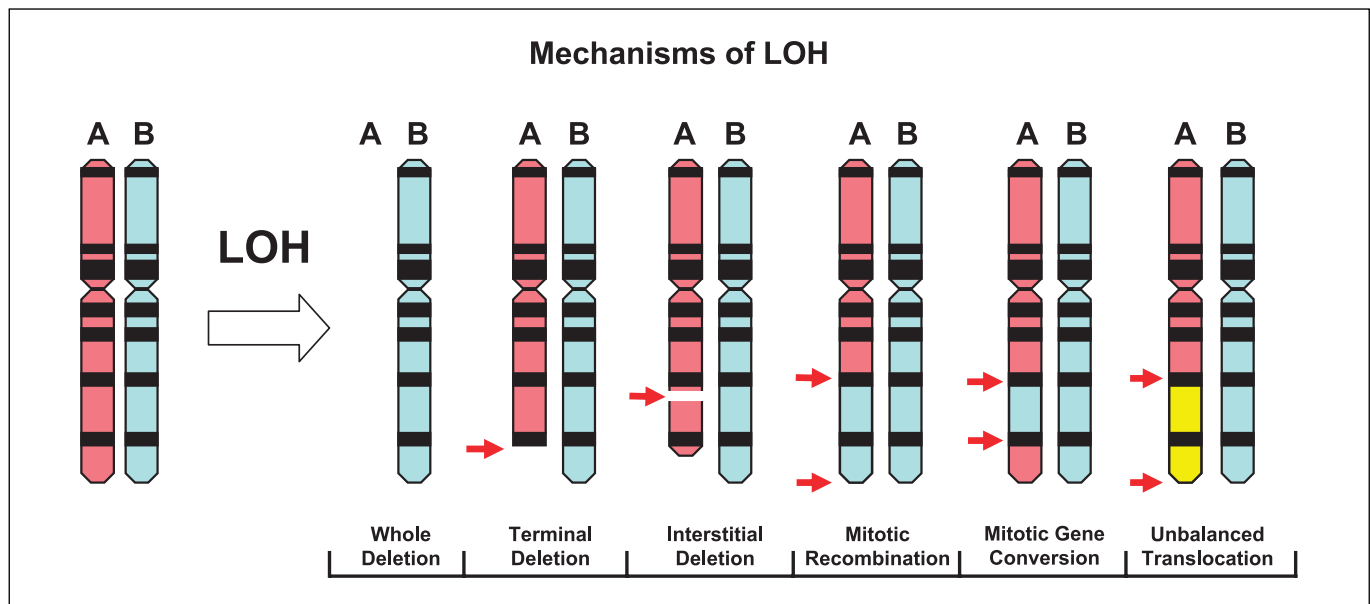 Mechanisms of LOH
A B
A B
A B
A B
A B
A B
A B
LOH
Whole
Deletion
Terminal
Deletion
Interstitial
Deletion
Mitotic
Recombination
Mitotic Gene
Conversion
Unbalanced
Translocation